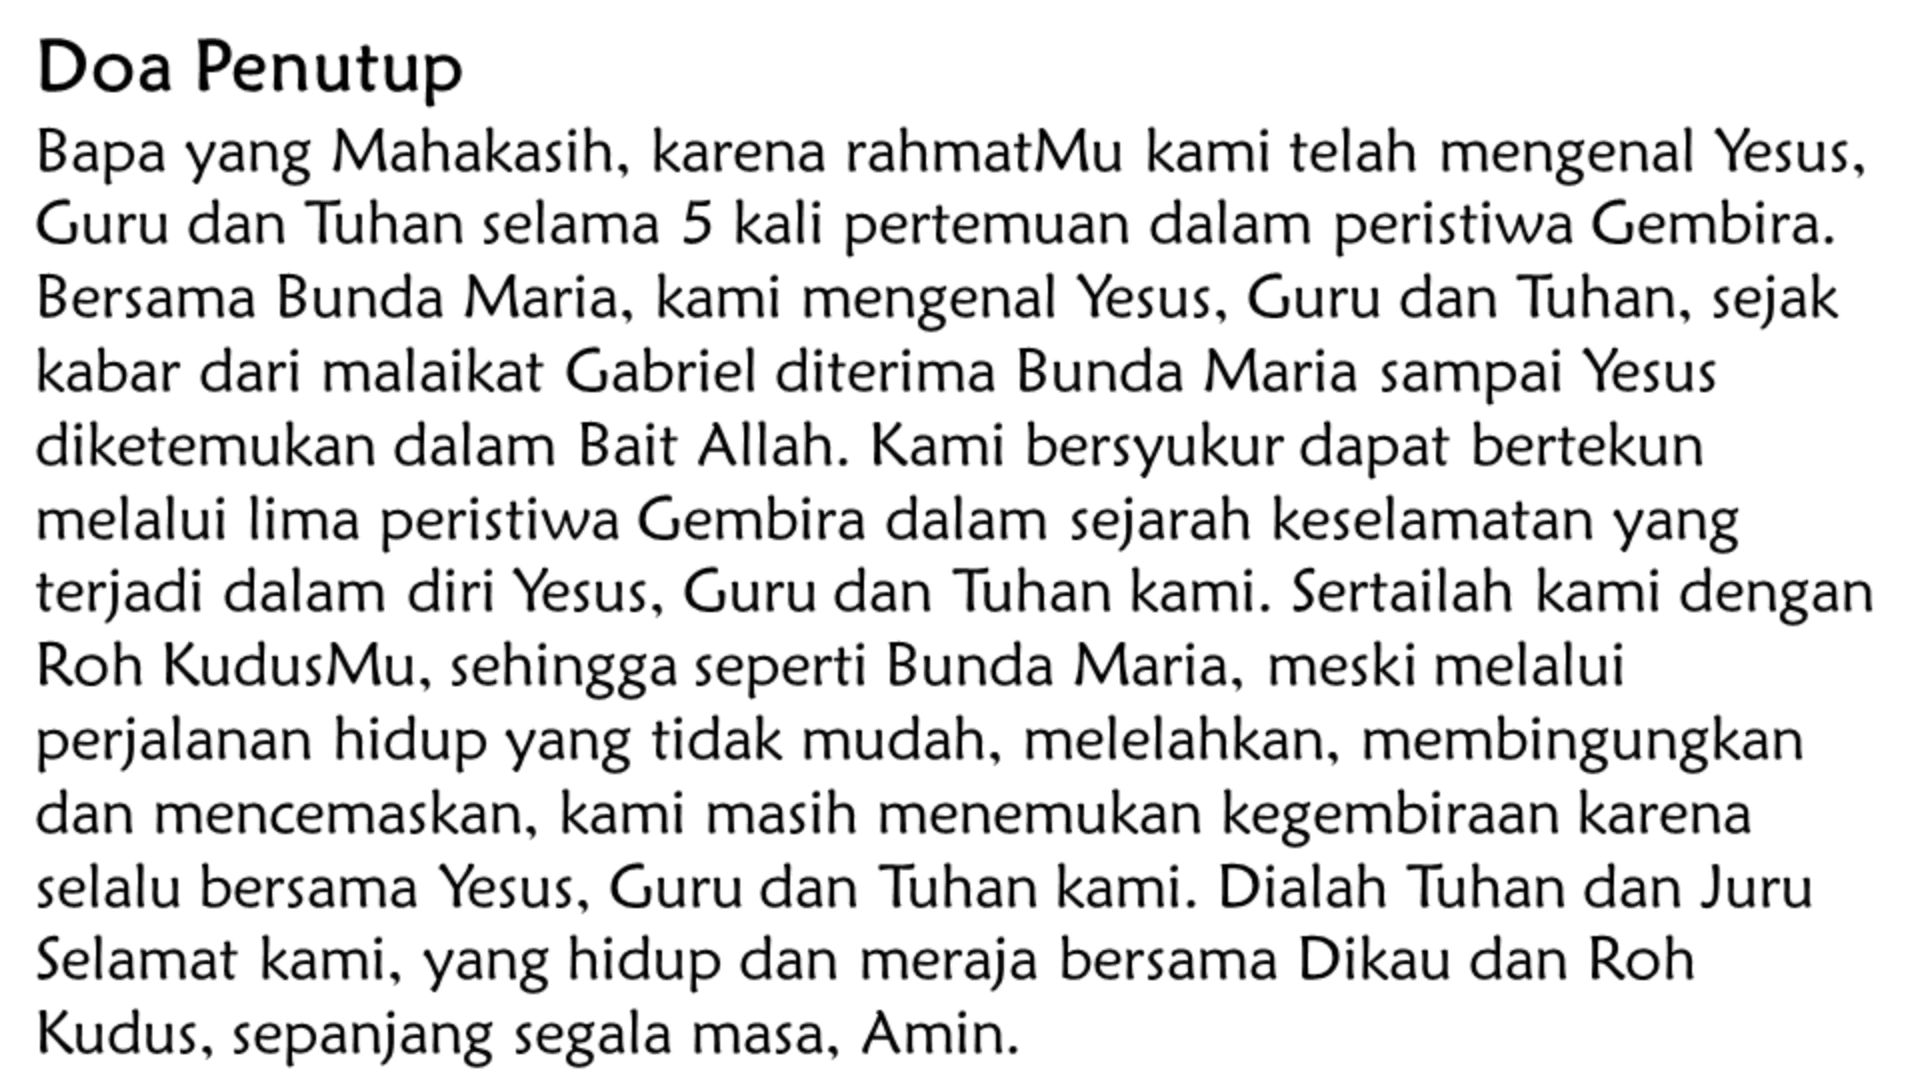 Doa Penutup
Bapa yang Mahakasih, karena rahmatMu kami telah mengenal Yesus,
Guru dan Tuhan selama 5 kali pertemuan dalam peristiwa Gembira.
Bersama Bunda Maria, kami mengenal Yesus, Guru dan Tuhan, sejak
kabar dari malaikat Gabriel diterima Bunda Maria sampai Yesus
diketemukan dalam Bait Allah. Kami bersyukur dapat bertekun
melalui lima peristiwa Gembira dalam sejarah keselamatan yang
terjadi dalam diri Yesus, Guru dan Tuhan kami. Sertailah kami dengan
Roh KudusMu, sehingga seperti Bunda Maria, meski melalui
perjalanan hidup yang tidak mudah, melelahkan, membingungkan
dan mencemaskan, kami masih menemukan kegembiraan karena
selalu bersama Yesus, Guru dan Tuhan kami. Dialah Tuhan dan Juru
Selamat kami, yang hidup dan meraja bersama Dikau dan Roh
Kudus, sepanjang segala masa, Amin.